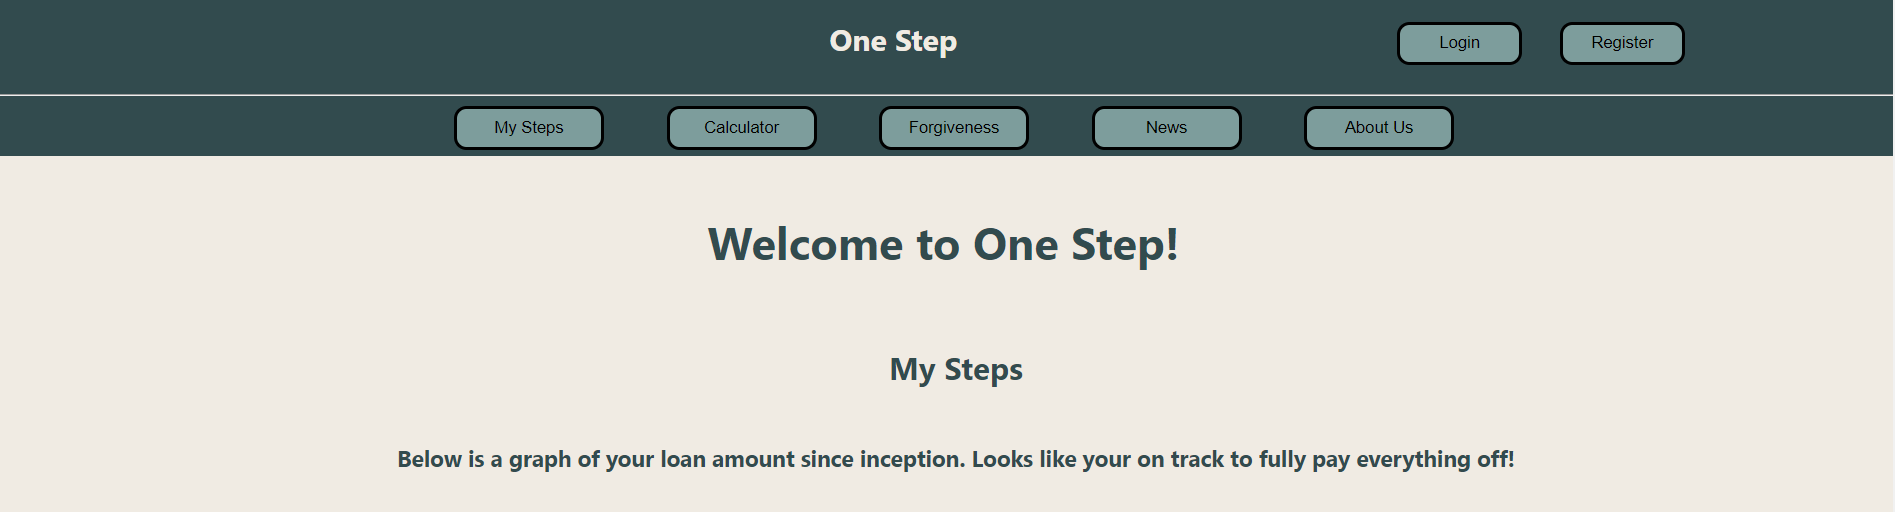 One Step
Login
Register
My Steps
Calculator
Forgiveness
News
About Us
Welcome to One Step!
My Steps
Below is a graph of your loan amount since inception. Looks like your on track to fully pay everything off!